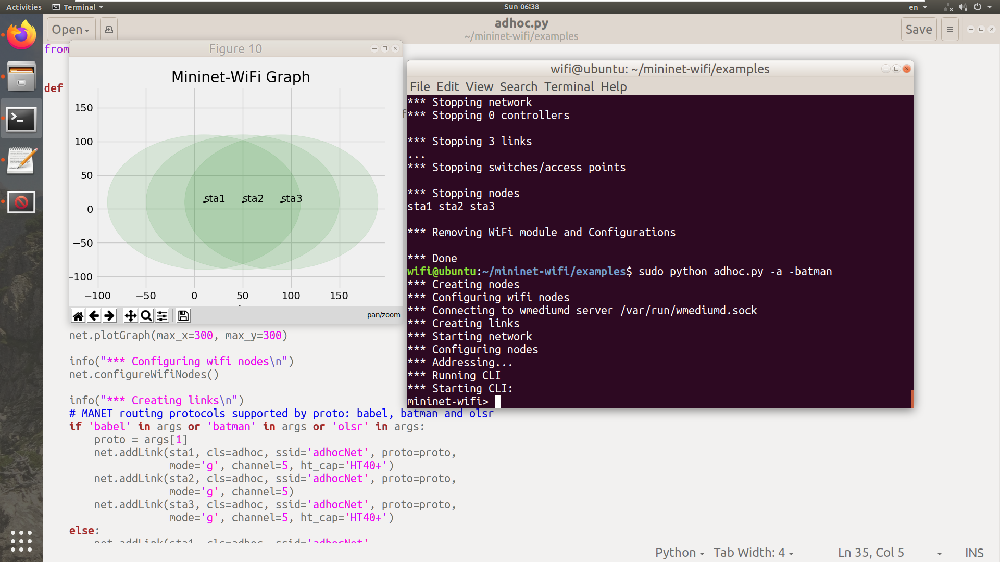 Activities
Terminal
Sun 06:38
en
Open
adhoc.py
~/mininet-wifi/examples
Save
from
def
Figure 10
Mininet-WiFi Graph
150
100
50
0
−50
−100
sta1
sta2
sta3
−100
−50
0
50
100
150
pan/zoom
wifi@ubuntu: ~/mininet-wifi/examples
File Edit View Search Terminal Help
*** Stopping network
*** Stopping 0 controllers
*** Stopping 3 links
...
*** Stopping switches/access points
*** Stopping nodes
sta1 sta2 sta3
*** Removing WiFi module and Configurations
*** Done
wifi@ubuntu:~/mininet-wifi/examples$ sudo python adhoc.py -a -batman
*** Creating nodes
*** Configuring wifi nodes
*** Connecting to wmediumd server /var/run/wmediumd.sock
*** Creating links
*** Starting network
*** Configuring nodes
*** Addressing...
*** Running CLI
*** Starting CLI:
mininet-wifi>
net.plotGraph(max_x=300, max_y=300)
info("*** Configuring wifi nodes\n")
net.configureWifiNodes()
info("*** Creating links\n")
# MANET routing protocols supported by proto: babel, batman and olsr
if 'babel' in args or 'batman' in args or 'olsr' in args:
proto = args[1]
net.addLink(sta1, cls=adhoc, ssid='adhocNet', proto=proto,
mode='g', channel=5, ht_cap='HT40+')
net.addLink(sta2, cls=adhoc, ssid='adhocNet', proto=proto,
mode='g', channel=5)
net.addLink(sta3, cls=adhoc, ssid='adhocNet', proto=proto,
mode='g', channel=5, ht_cap='HT40+')
else:
net.addLink(sta1, cls=adhoc, ssid='adhocNet'
Python
Tab Width: 4
Ln 35, Col 5
INS